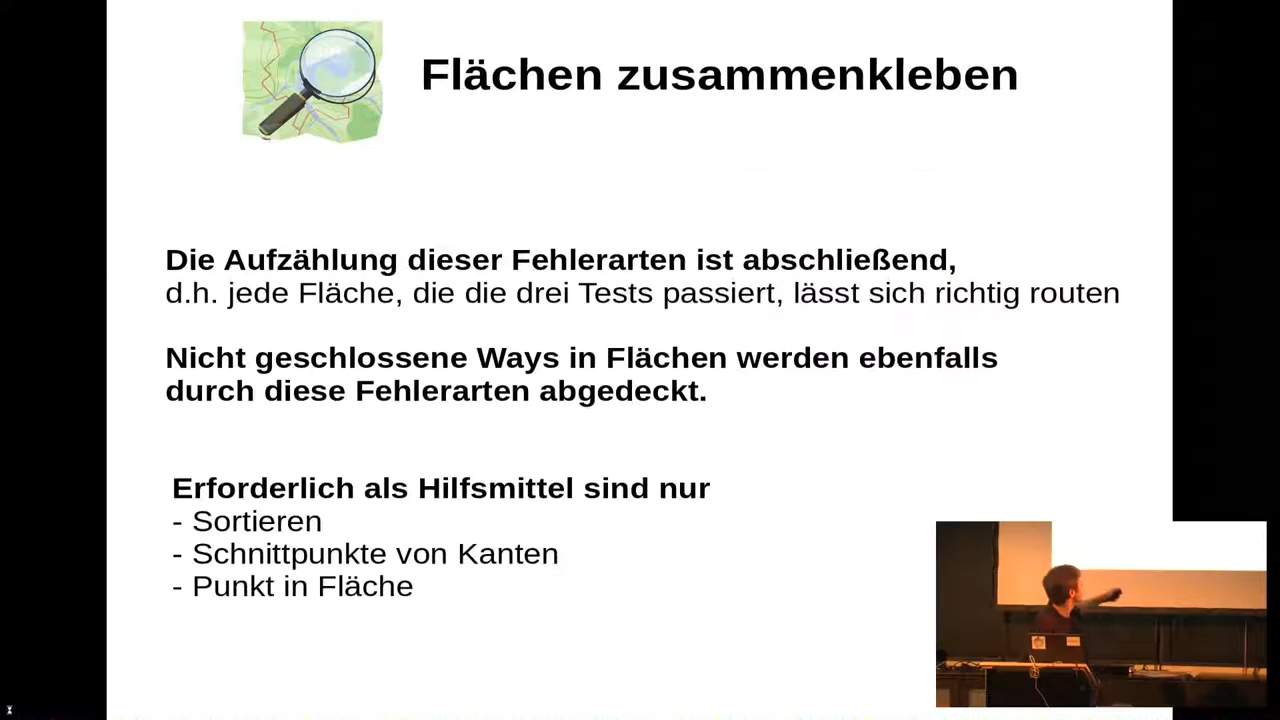 Flächen zusammenkleben
Die Aufzählung dieser Fehlerarten ist abschließend,
d.h. jede Fläche, die die drei Tests passiert, lässt sich richtig routen
Nicht geschlossene Ways in Flächen werden ebenfalls
durch diese Fehlerarten abgedeckt.
Erforderlich als Hilfsmittel sind nur
- Sortieren
- Schnittpunkte von Kanten
- Punkt in Fläche